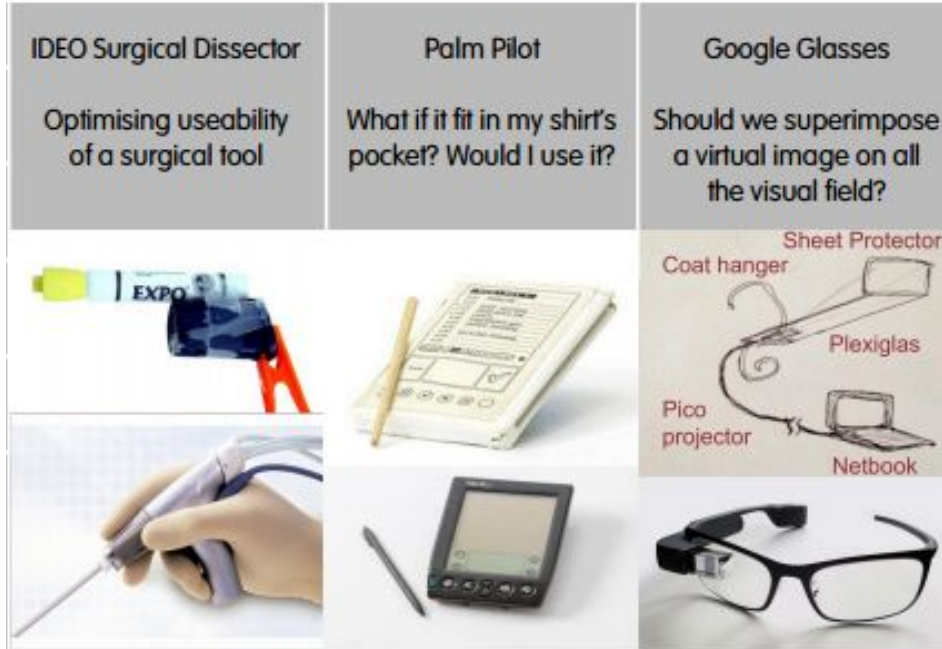 IDEO Surgical Dissector
Optimising useability
of a surgical tool
Palm Pilot
What if it fit in my shirt's
pocket? Would I use it?
Google Glasses
Should we superimpose
a virtual image on all
the visual field?
EXPO
Sheet Protector
Coat hanger
Plexiglas
Pico
projector
Netbook